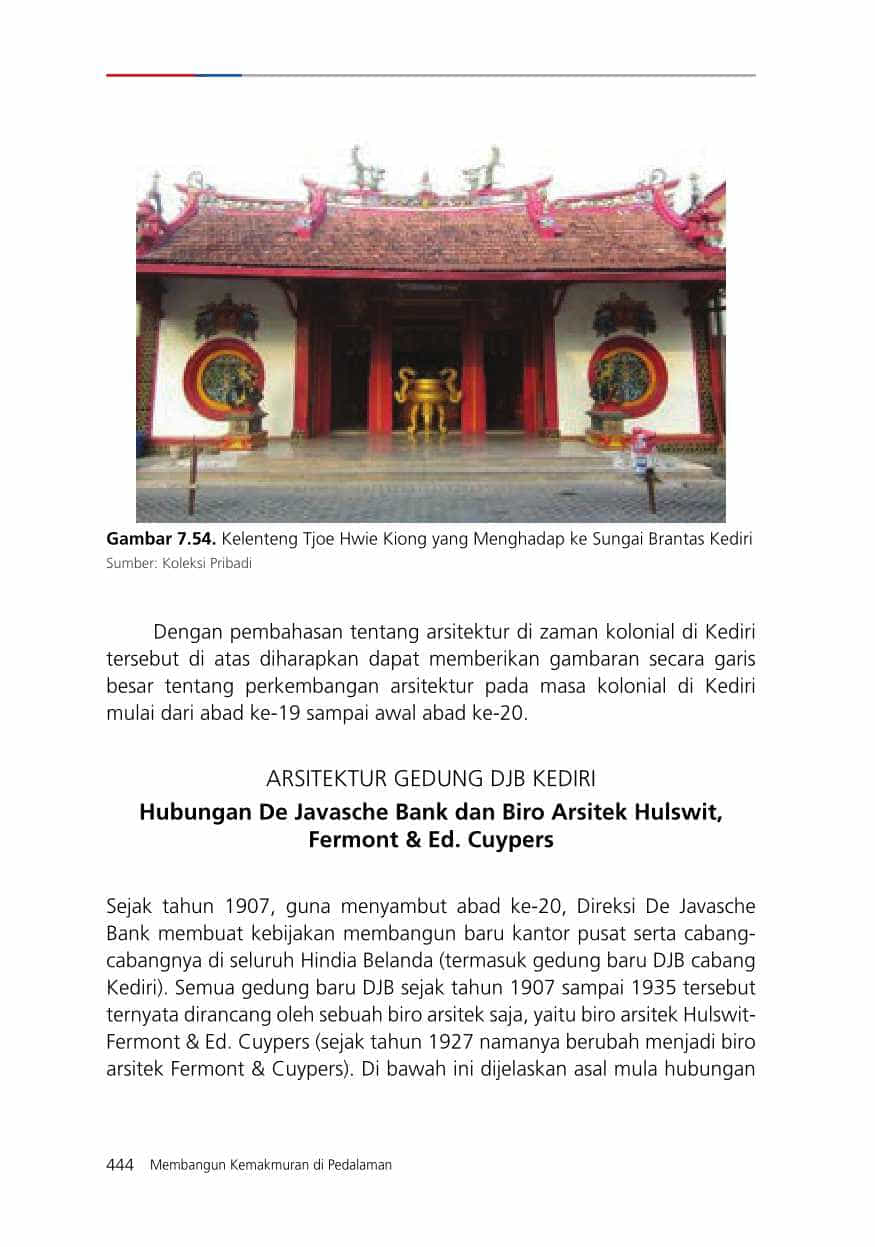 Gambar 7.54. Kelenteng Tjoe Hwie Kiong yang Menghadap ke Sungai Brantas Kediri
Sumber: Koleksi Pribadi
Dengan pembahasan tentang arsitektur di zaman kolonial di Kediri
tersebut di atas diharapkan dapat memberikan gambaran secara garis
besar tentang perkembangan arsitektur pada masa kolonial di Kediri
mulai dari abad ke-19 sampai awal abad ke-20.
ARSITEKTUR GEDUNG DJB KEDIRI
Hubungan De Javasche Bank dan Biro Arsitek Hulswit,
Fermont & Ed. Cuypers
Sejak tahun 1907, guna menyambut abad ke-20, Direksi De Javasche
Bank membuat kebijakan membangun baru kantor pusat serta cabang-
cabangnya di seluruh Hindia Belanda (termasuk gedung baru DJB cabang
Kediri). Semua gedung baru DJB sejak tahun 1907 sampai 1935 tersebut
ternyata dirancang oleh sebuah biro arsitek saja, yaitu biro arsitek Hulswit-
Fermont & Ed. Cuypers (sejak tahun 1927 namanya berubah menjadi biro
arsitek Fermont & Cuypers). Di bawah ini dijelaskan asal mula hubungan
444 Membangun Kemakmuran di Pedalaman